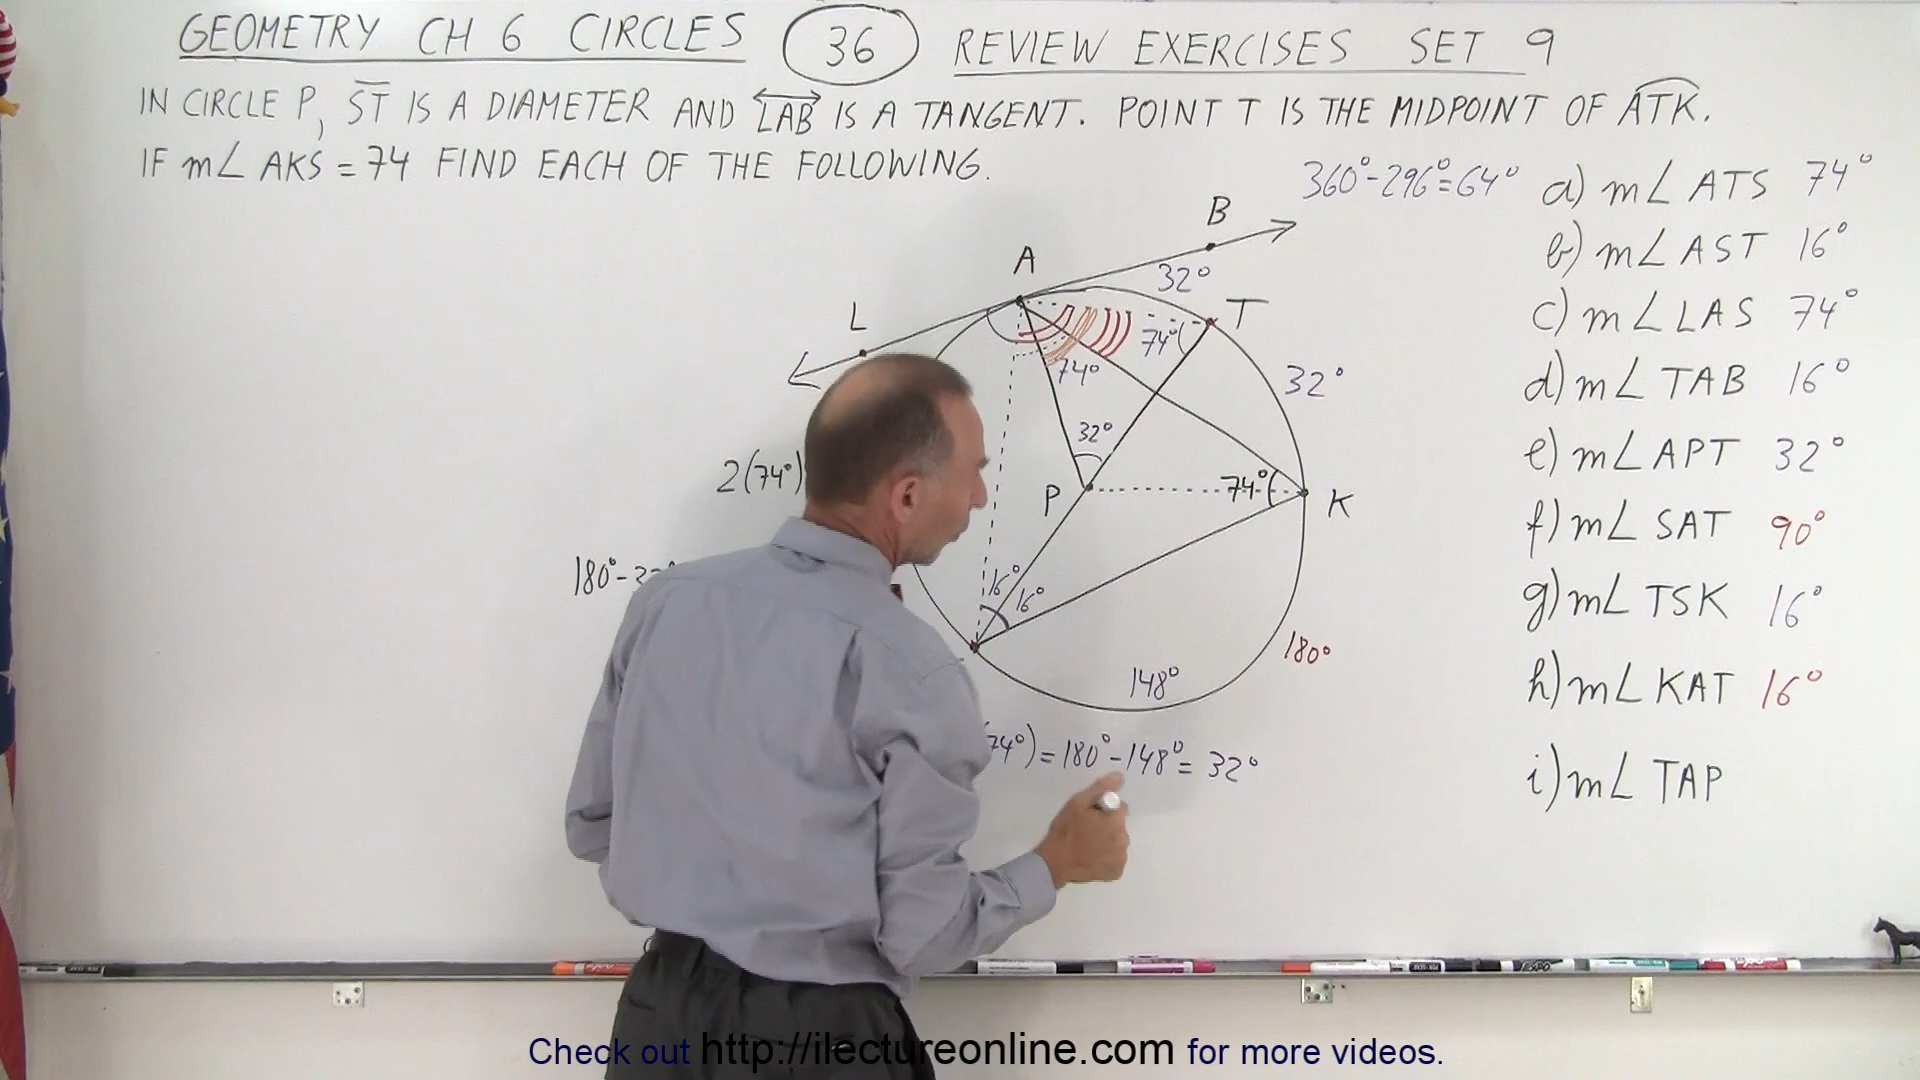 GEOMETRY CH 6 CIRCLES 36 REVIEW EXERCISES SET 9
IN CIRCLE P, ST IS A DIAMETER AND LAB IS A TANGENT. POINT T IS THE MIDPOINT OF ATK.
IF m∠ AKS = 74 FIND EACH OF THE FOLLOWING.
360°-296°=64°
a) m∠ ATS 74°
b) m∠ AST 16°
c) m∠ LAS 74°
d) m∠ TAB 16°
e) m∠ APT 32°
f) m∠ SAT 90°
g) m∠ TSK 16°
h) m∠ KAT 16°
i) m∠ TAP
B
A
32°
L
T
74°
74°
32°
32°
2(74°)
P
74°
K
180°-
16°
16°
180°
148°
74°) = 180°-148° = 32°
Check out http://ilectureonline.com for more videos.